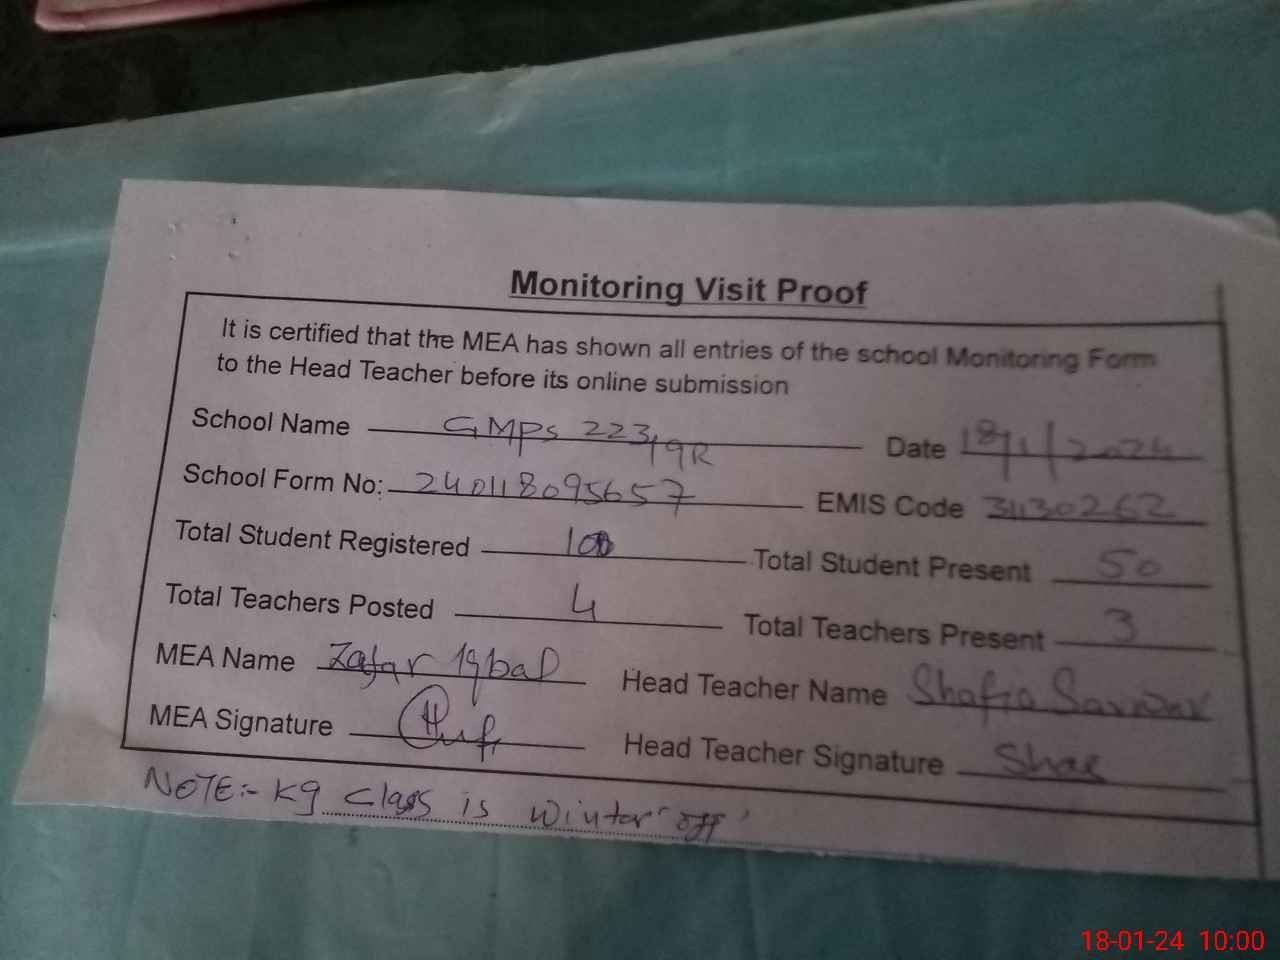 Monitoring Visit Proof
It is certified that the MEA has shown all entries of the school Monitoring Form
to the Head Teacher before its online submission
School Name GMPS 223/9R Date 18/1/2024
School Form No: 240118095657 EMIS Code 31130262
Total Student Registered 100 Total Student Present 50
Total Teachers Posted 4 Total Teachers Present 3
MEA Name Zafar Iqbal Head Teacher Name Shafia Sarwar
MEA Signature Head Teacher Signature Shae
NOTE:- Kg class is winter "off"
18-01-24 10:00